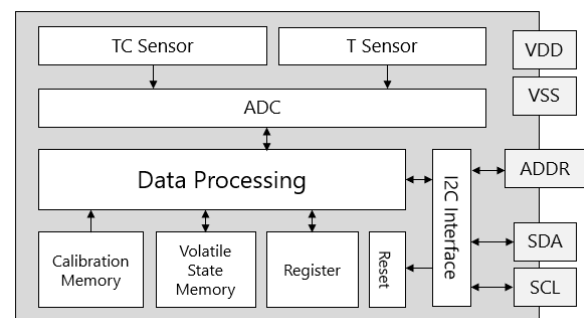 TC Sensor
T Sensor
VDD
VSS
ADC
Data Processing
I2C Interface
ADDR
Calibration
Memory
Volatile
State
Memory
Register
Reset
SDA
SCL